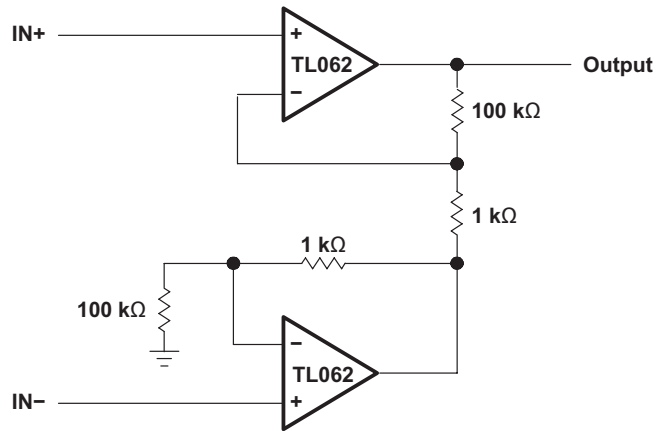 IN+
+
TL062
−
Output
100 kΩ
1 kΩ
1 kΩ
100 kΩ
−
TL062
+
IN−